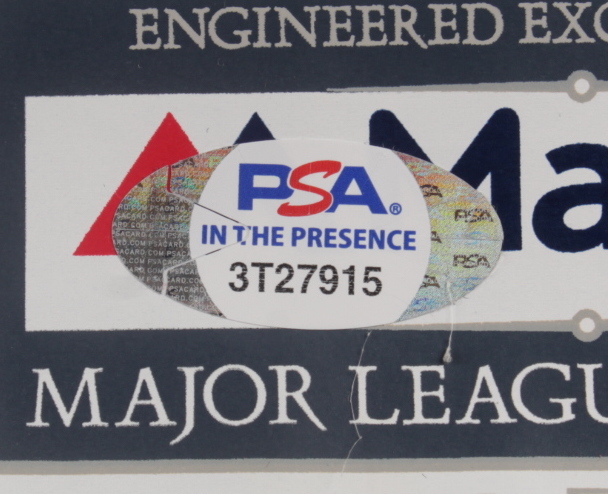 ENGINEERED EXC
Ma
PSA®
IN THE PRESENCE
3T27915
MAJOR LEAGU